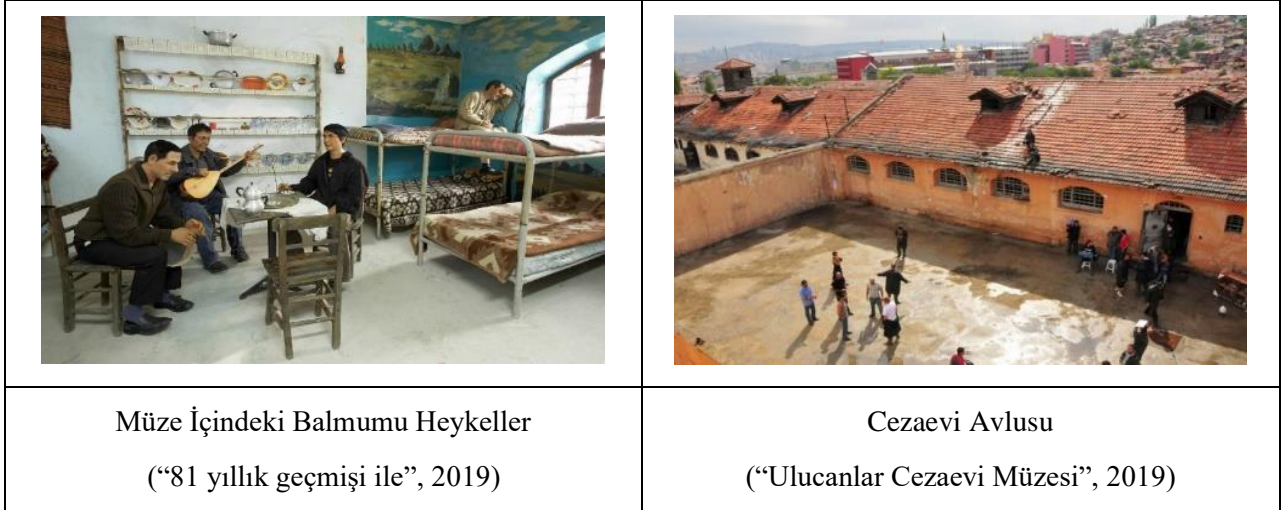 Müze İçindeki Balmumu Heykeller
(“81 yıllık geçmişi ile”, 2019)
Cezaevi Avlusu
(“Ulucanlar Cezaevi Müzesi”, 2019)